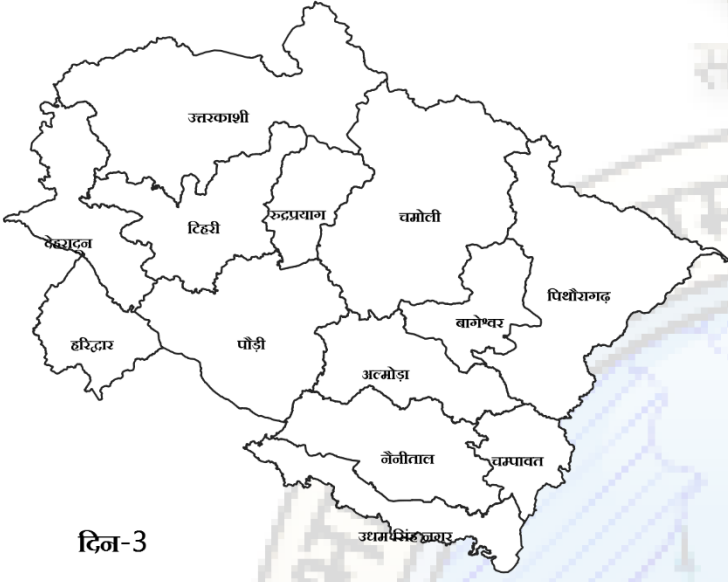 उत्तरकाशी
टिहरी
रुद्रप्रयाग
चमोली
देहरादून
हरिद्वार
पौड़ी
बागेश्वर
पिथौरागढ़
अल्मोड़ा
नैनीताल
चम्पावत
उधमसिंहनगर
दिन-3